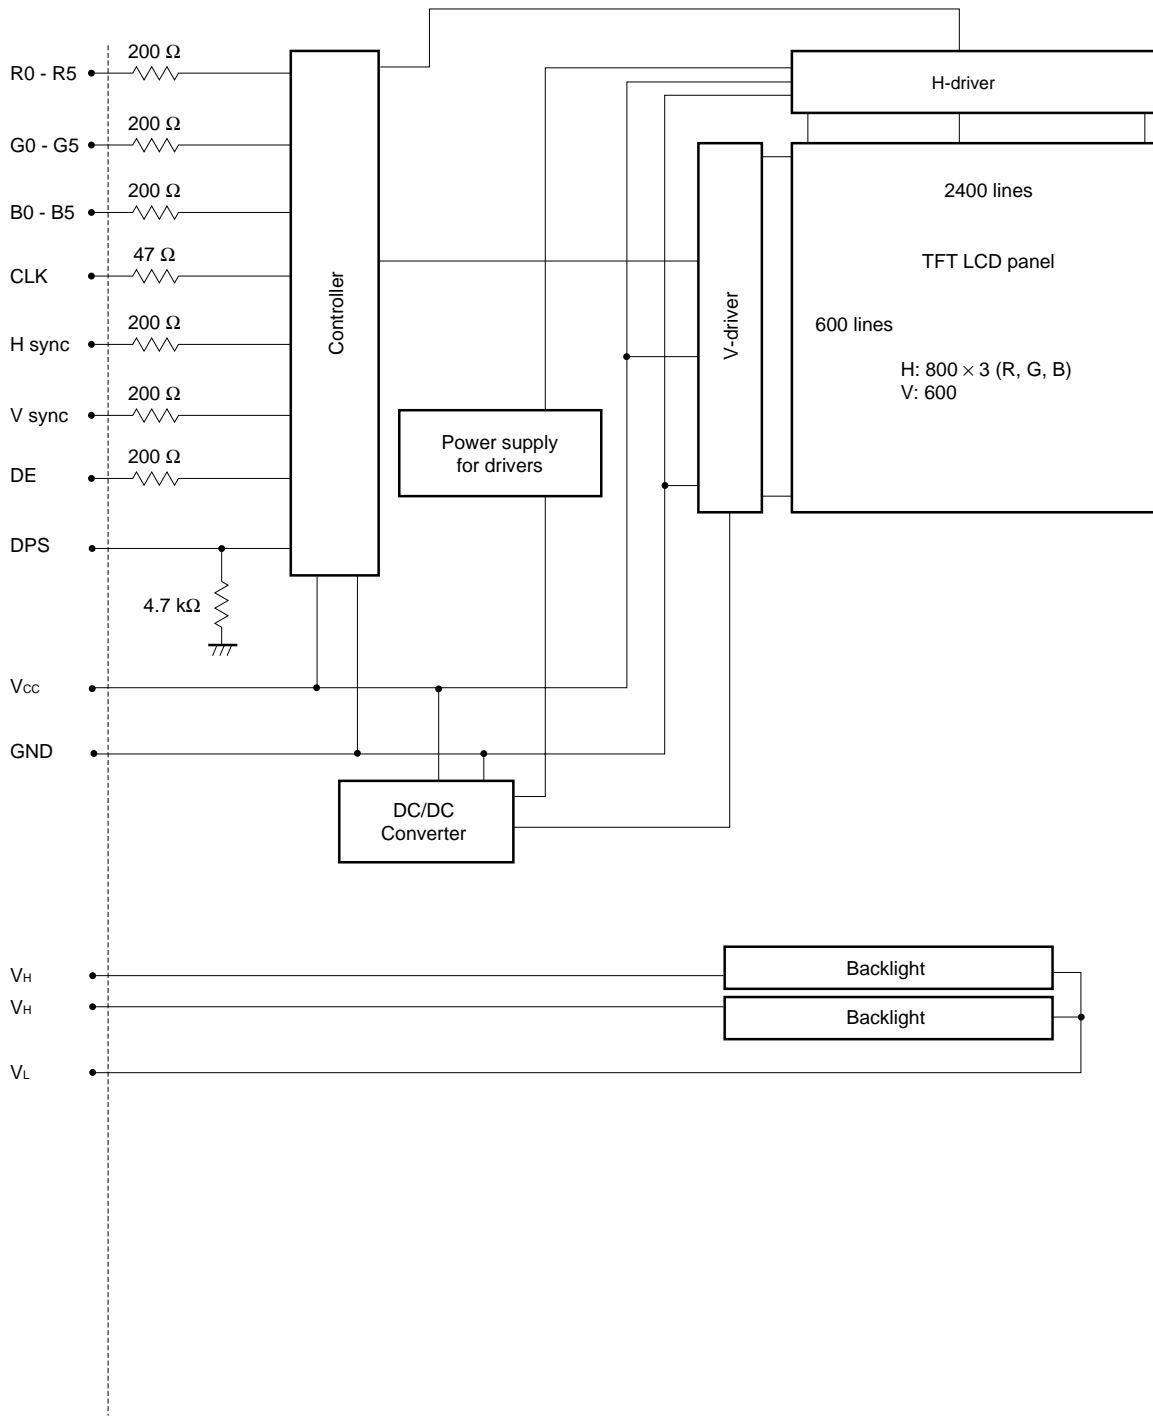 R0 - R5
200 Ω
G0 - G5
200 Ω
B0 - B5
200 Ω
CLK
47 Ω
H sync
200 Ω
V sync
200 Ω
DE
200 Ω
DPS
4.7 kΩ
VCC
GND
Controller
H-driver
V-driver
2400 lines
TFT LCD panel
600 lines
H: 800 × 3 (R, G, B)
V: 600
Power supply
for drivers
DC/DC
Converter
VH
Backlight
VH
Backlight
VL